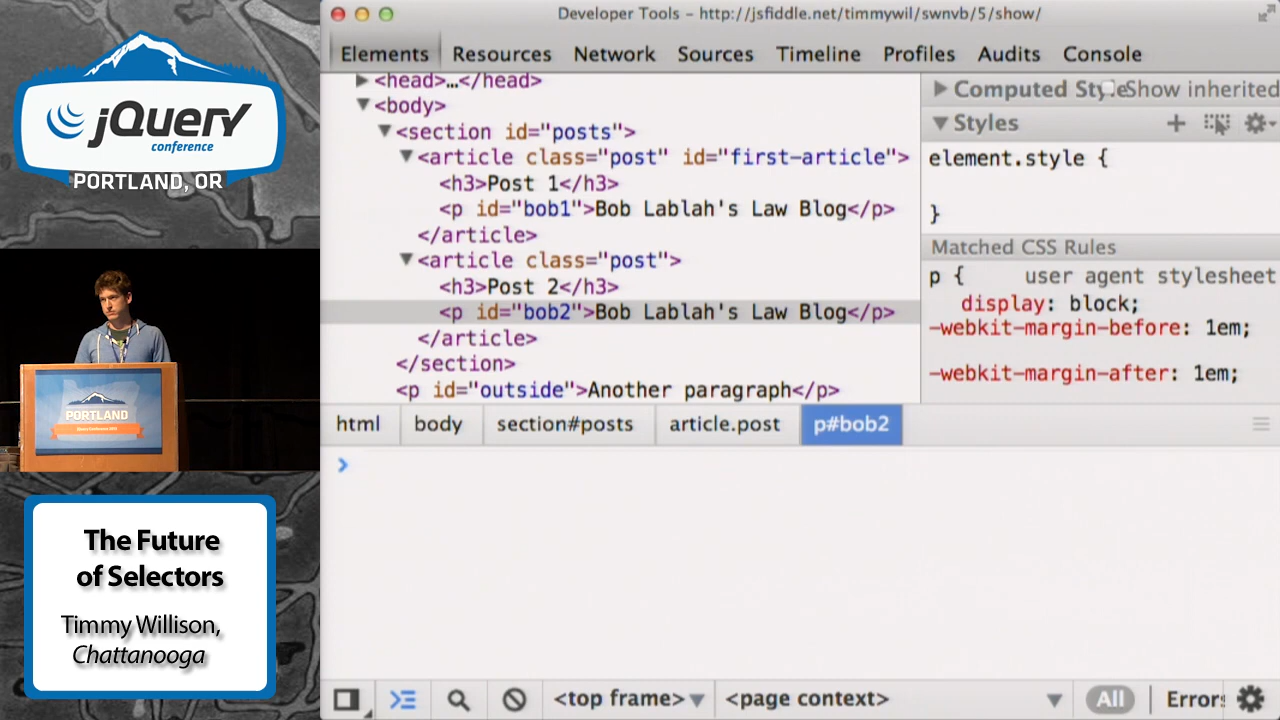 jQuery
conference
PORTLAND, OR
PORTLAND
The Future
of Selectors
Timmy Willison,
Chattanooga
Developer Tools – http://jsfiddle.net/timmywil/swnvb/5/show/
Elements Resources Network Sources Timeline Profiles Audits Console
<head>…</head>
<body>
<section id="posts">
<article class="post" id="first-article">
<h3>Post 1</h3>
<p id="bob1">Bob Lablah's Law Blog</p>
</article>
<article class="post">
<h3>Post 2</h3>
<p id="bob2">Bob Lablah's Law Blog</p>
</article>
</section>
<p id="outside">Another paragraph</p>
Computed Style Show inherited
Styles
element.style {
}
Matched CSS Rules
p { user agent stylesheet
display: block;
-webkit-margin-before: 1em;
-webkit-margin-after: 1em;
html body section#posts article.post p#bob2
<top frame> <page context> All Errors